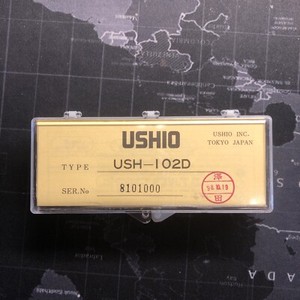 USHIO
USHIO INC.
TOKYO JAPAN
TYPE USH-102D
SER.No 8101000